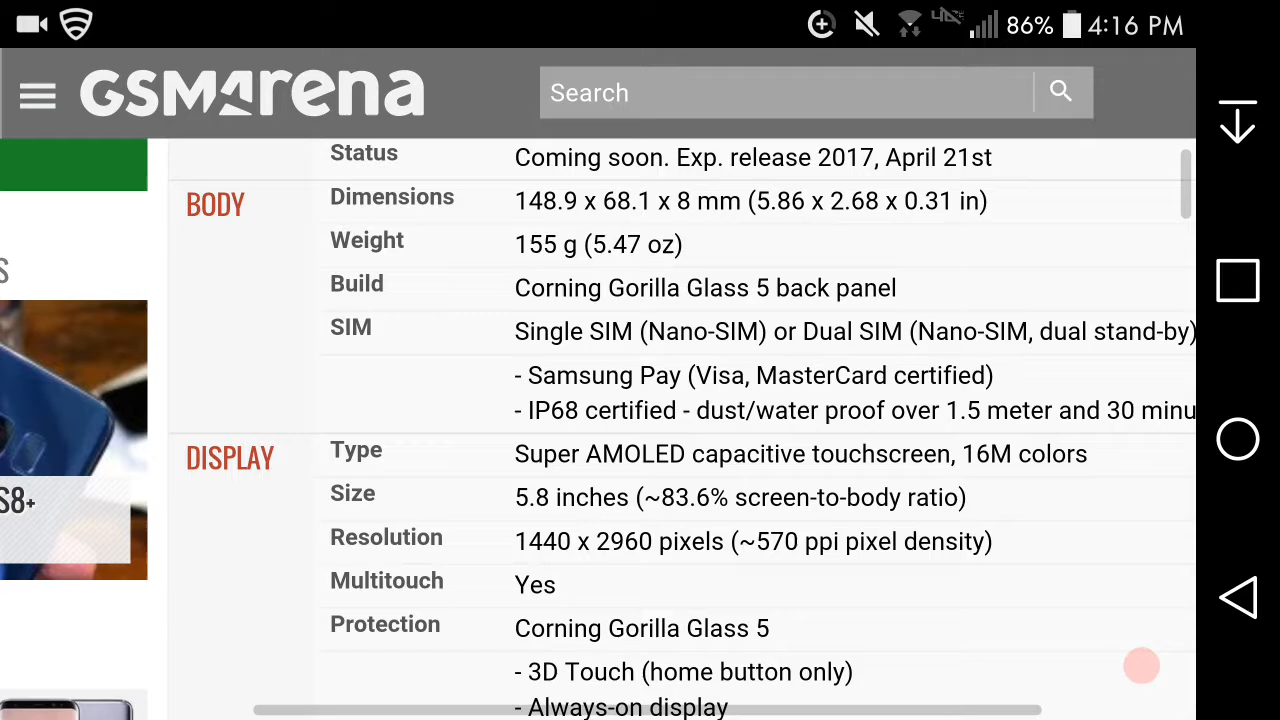 86% 4:16 PM
GSMArena
Search
Status Coming soon. Exp. release 2017, April 21st
BODY Dimensions 148.9 x 68.1 x 8 mm (5.86 x 2.68 x 0.31 in)
Weight 155 g (5.47 oz)
S
Build Corning Gorilla Glass 5 back panel
SIM Single SIM (Nano-SIM) or Dual SIM (Nano-SIM, dual stand-by)
- Samsung Pay (Visa, MasterCard certified)
- IP68 certified - dust/water proof over 1.5 meter and 30 minu
DISPLAY Type Super AMOLED capacitive touchscreen, 16M colors
Size 5.8 inches (~83.6% screen-to-body ratio)
S8+
Resolution 1440 x 2960 pixels (~570 ppi pixel density)
Multitouch Yes
Protection Corning Gorilla Glass 5
- 3D Touch (home button only)
- Always-on display